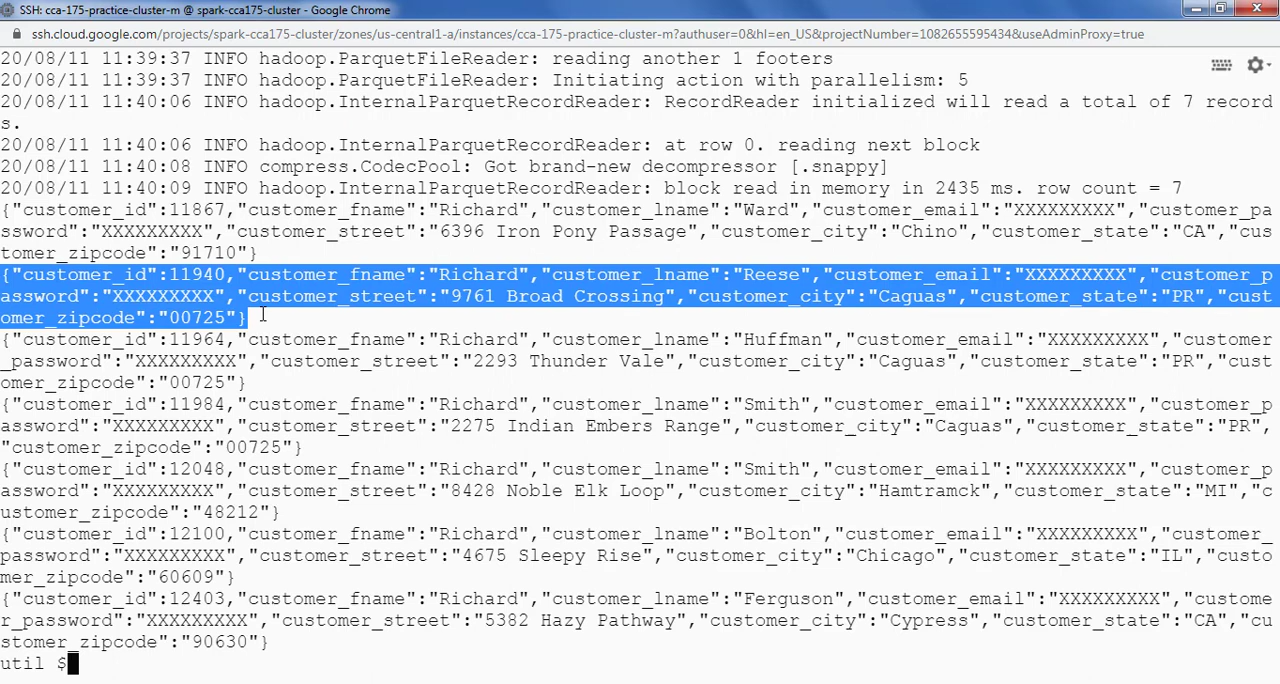 SSH: cca-175-practice-cluster-m @ spark-cca175-cluster - Google Chrome
ssh.cloud.google.com/projects/spark-cca175-cluster/zones/us-central1-a/instances/cca-175-practice-cluster-m?authuser=0&hl=en_US&projectNumber=1082655595434&useAdminProxy=true
20/08/11 11:39:37 INFO hadoop.ParquetFileReader: reading another 1 footers
20/08/11 11:39:37 INFO hadoop.ParquetFileReader: Initiating action with parallelism: 5
20/08/11 11:40:06 INFO hadoop.InternalParquetRecordReader: RecordReader initialized will read a total of 7 record
s.
20/08/11 11:40:06 INFO hadoop.InternalParquetRecordReader: at row 0. reading next block
20/08/11 11:40:08 INFO compress.CodecPool: Got brand-new decompressor [.snappy]
20/08/11 11:40:09 INFO hadoop.InternalParquetRecordReader: block read in memory in 2435 ms. row count = 7
{"customer_id":11867,"customer_fname":"Richard","customer_lname":"Ward","customer_email":"XXXXXXXXX","customer_pa
ssword":"XXXXXXXXX","customer_street":"6396 Iron Pony Passage","customer_city":"Chino","customer_state":"CA","cus
tomer_zipcode":"91710"}
{"customer_id":11940,"customer_fname":"Richard","customer_lname":"Reese","customer_email":"XXXXXXXXX","customer_p
assword":"XXXXXXXXX","customer_street":"9761 Broad Crossing","customer_city":"Caguas","customer_state":"PR","cust
omer_zipcode":"00725"}
{"customer_id":11964,"customer_fname":"Richard","customer_lname":"Huffman","customer_email":"XXXXXXXXX","customer
_password":"XXXXXXXXX","customer_street":"2293 Thunder Vale","customer_city":"Caguas","customer_state":"PR","cust
omer_zipcode":"00725"}
{"customer_id":11984,"customer_fname":"Richard","customer_lname":"Smith","customer_email":"XXXXXXXXX","customer_p
assword":"XXXXXXXXX","customer_street":"2275 Indian Embers Range","customer_city":"Caguas","customer_state":"PR",
"customer_zipcode":"00725"}
{"customer_id":12048,"customer_fname":"Richard","customer_lname":"Smith","customer_email":"XXXXXXXXX","customer_p
assword":"XXXXXXXXX","customer_street":"8428 Noble Elk Loop","customer_city":"Hamtramck","customer_state":"MI","c
ustomer_zipcode":"48212"}
{"customer_id":12100,"customer_fname":"Richard","customer_lname":"Bolton","customer_email":"XXXXXXXXX","customer_
password":"XXXXXXXXX","customer_street":"4675 Sleepy Rise","customer_city":"Chicago","customer_state":"IL","custo
mer_zipcode":"60609"}
{"customer_id":12403,"customer_fname":"Richard","customer_lname":"Ferguson","customer_email":"XXXXXXXXX","custome
r_password":"XXXXXXXXX","customer_street":"5382 Hazy Pathway","customer_city":"Cypress","customer_state":"CA","cu
stomer_zipcode":"90630"}
util $